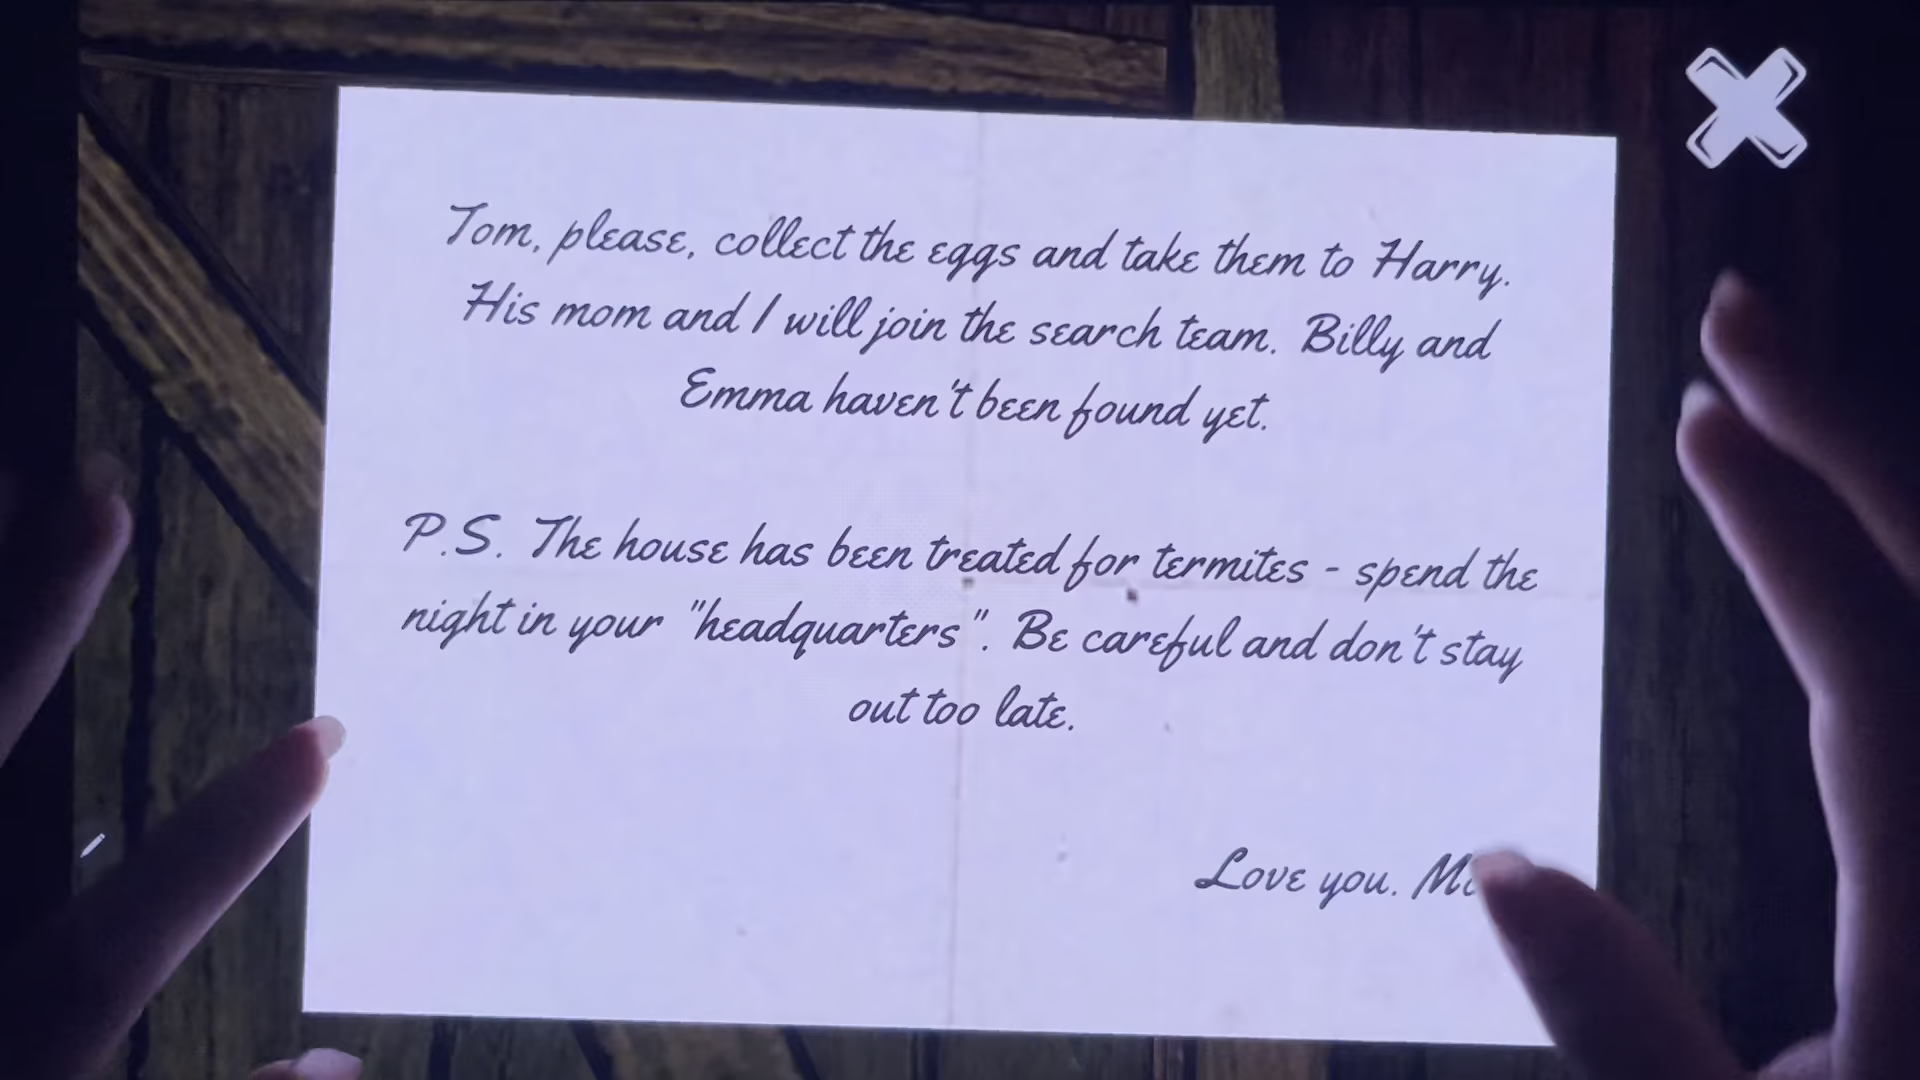 Tom, please, collect the eggs and take them to Harry.
His mom and I will join the search team. Billy and
Emma haven't been found yet.
P.S. The house has been treated for termites - spend the
night in your "headquarters". Be careful and don't stay
out too late.
Love you.